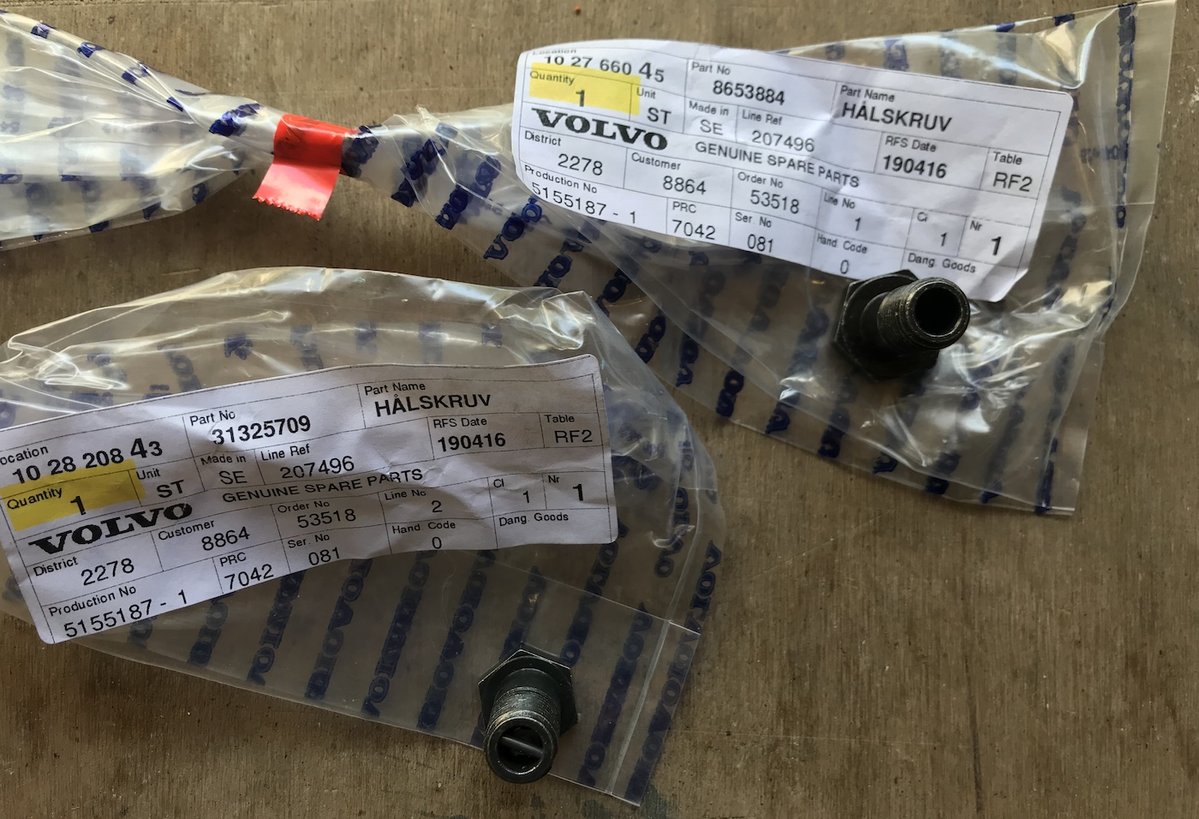 Location
10 27 660 45
Part No
8653884
Part Name
HÅLSKRUV
Quantity
1
Unit
ST
Made in
SE
Line Ref
207496
RFS Date
190416
Table
RF2
VOLVO
GENUINE SPARE PARTS
District
2278
Customer
8864
Order No
53518
Line No
1
CI
1
Nr
1
Production No
5155187 - 1
PRC
7042
Ser No
081
Hand Code
0
Dang. Goods
Location
10 28 208 43
Part No
31325709
Part Name
HÅLSKRUV
Quantity
1
Unit
ST
Made in
SE
Line Ref
207496
RFS Date
190416
Table
RF2
VOLVO
GENUINE SPARE PARTS
District
2278
Customer
8864
Order No
53518
Line No
2
CI
1
Nr
1
Production No
5155187 - 1
PRC
7042
Ser. No
081
Hand Code
0
Dang. Goods
VOLVO
VOLVO
VOLVO
VOLVO